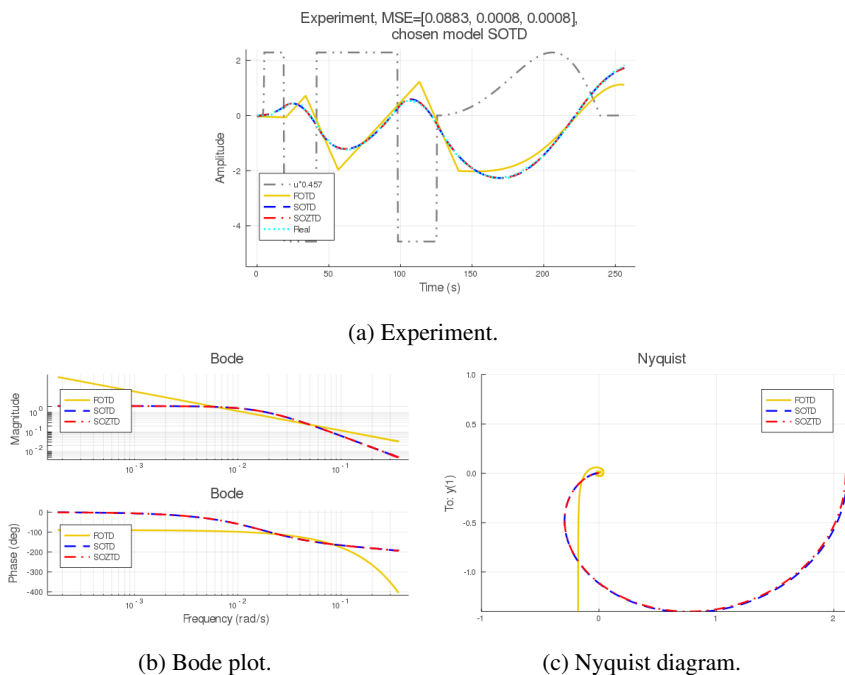 Experiment, MSE=[0.0883, 0.0008, 0.0008],
chosen model SOTD
2
0
-2
-4
Amplitude
u*0.457
FOTD
SOTD
SOZTD
Real
0
50
100
150
200
250
Time (s)
(a) Experiment.
Bode
Magnitude
10⁰
10⁻¹
10⁻²
FOTD
SOTD
SOZTD
10⁻³
10⁻²
10⁻¹
Bode
Phase (deg)
0
-100
-200
-300
-400
FOTD
SOTD
SOZTD
10⁻³
10⁻²
10⁻¹
Frequency (rad/s)
(b) Bode plot.
Nyquist
To: y(1)
1.0
0.5
0.0
-0.5
-1.0
FOTD
SOTD
SOZTD
-1
0
1
2
(c) Nyquist diagram.